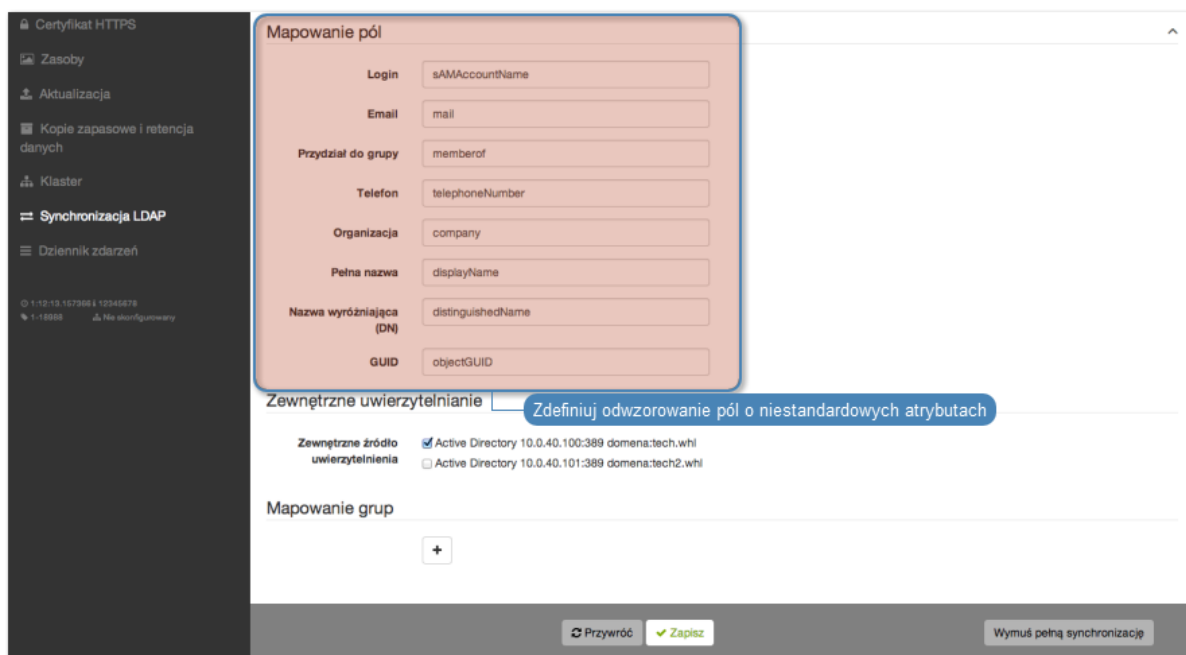 Certyfikat HTTPS
Zasoby
Aktualizacja
Kopie zapasowe i retencja
danych
Klaster
Synchronizacja LDAP
Dziennik zdarzeń
12345678
Nie skonfigurowany
Mapowanie pól
Login sAMAccountName
Email mail
Przydział do grupy memberof
Telefon telephoneNumber
Organizacja company
Pełna nazwa displayName
Nazwa wyróżniająca
(DN) distinguishedName
GUID objectGUID
Zewnętrzne uwierzytelnianie
Zdefiniuj odwzorowanie pól o niestandardowych atrybutach
Zewnętrzne źródło
uwierzytelnienia
Active Directory 10.0.40.100:389 domena:tech.whl
Active Directory 10.0.40.101:389 domena:tech2.whl
Mapowanie grup
+
Przywróć
Zapisz
Wymuś pełną synchronizację